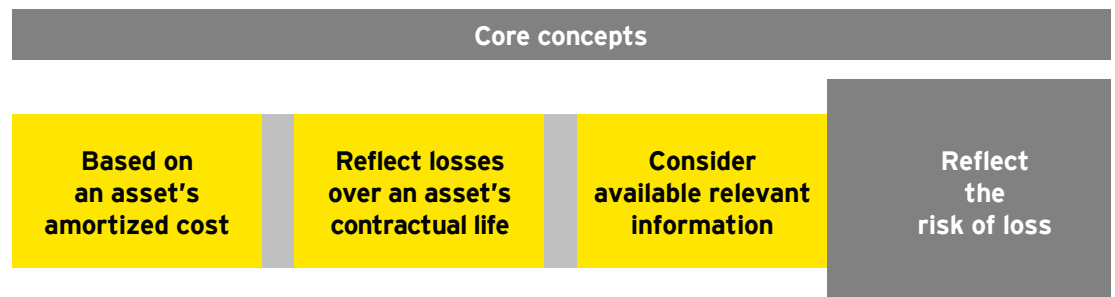 Core concepts
Based on
an asset's
amortized cost
Reflect losses
over an asset's
contractual life
Consider
available relevant
information
Reflect
the
risk of loss